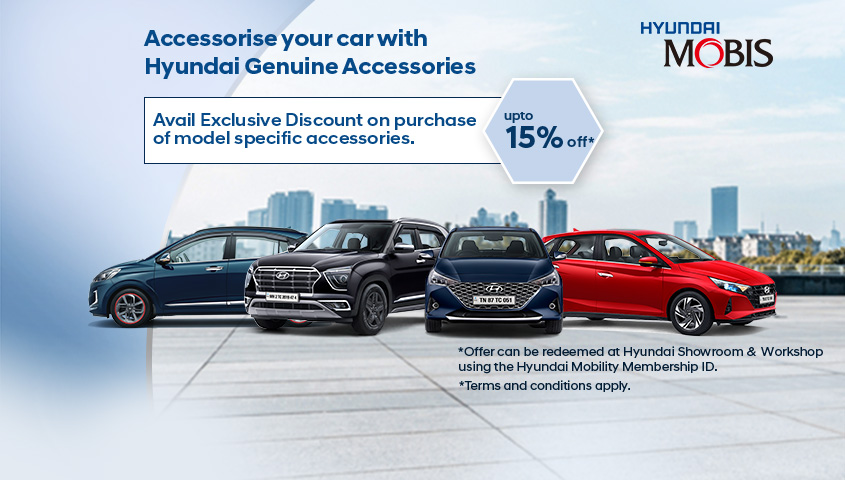 Accessorise your car with
Hyundai Genuine Accessories
HYUNDAI
MOBIS
Avail Exclusive Discount on purchase
of model specific accessories.
upto
15% off*
TN 87 TC 051
*Offer can be redeemed at Hyundai Showroom & Workshop
using the Hyundai Mobility Membership ID.
*Terms and conditions apply.